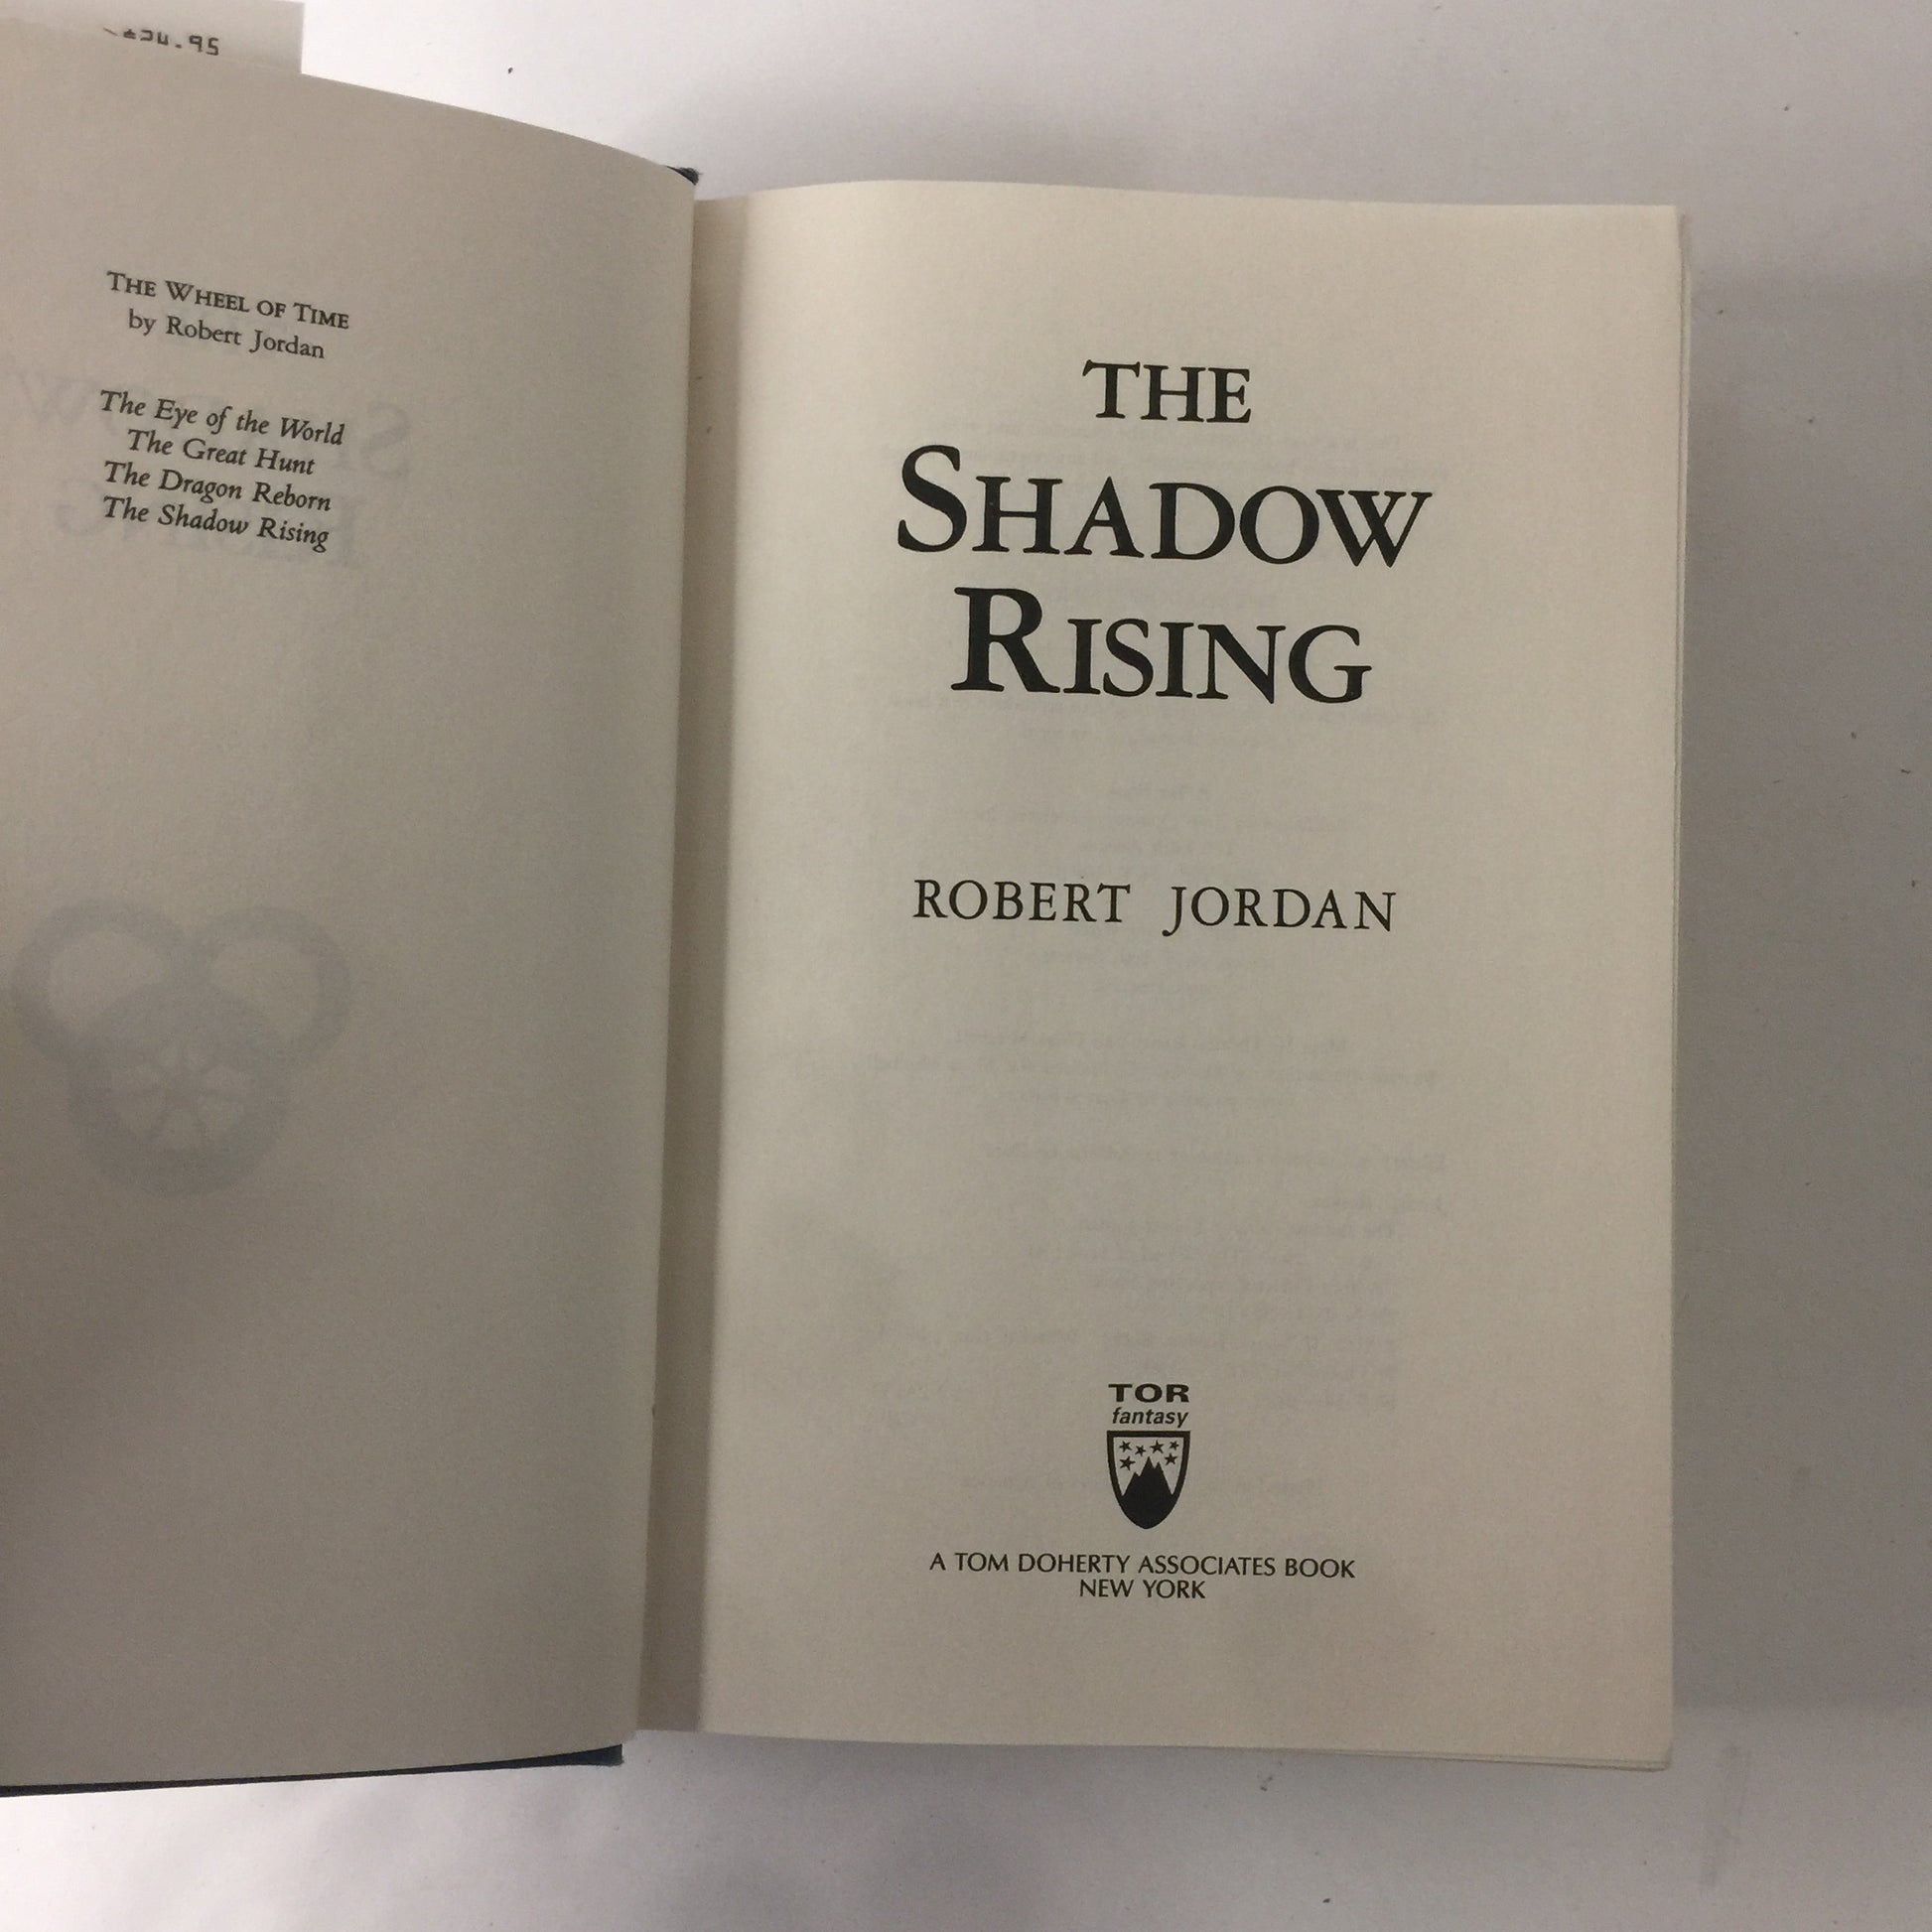 THE WHEEL OF TIME
by Robert Jordan
The Eye of the World
The Great Hunt
The Dragon Reborn
The Shadow Rising
THE
SHADOW
RISING
ROBERT JORDAN
TOR
fantasy
A TOM DOHERTY ASSOCIATES BOOK
NEW YORK